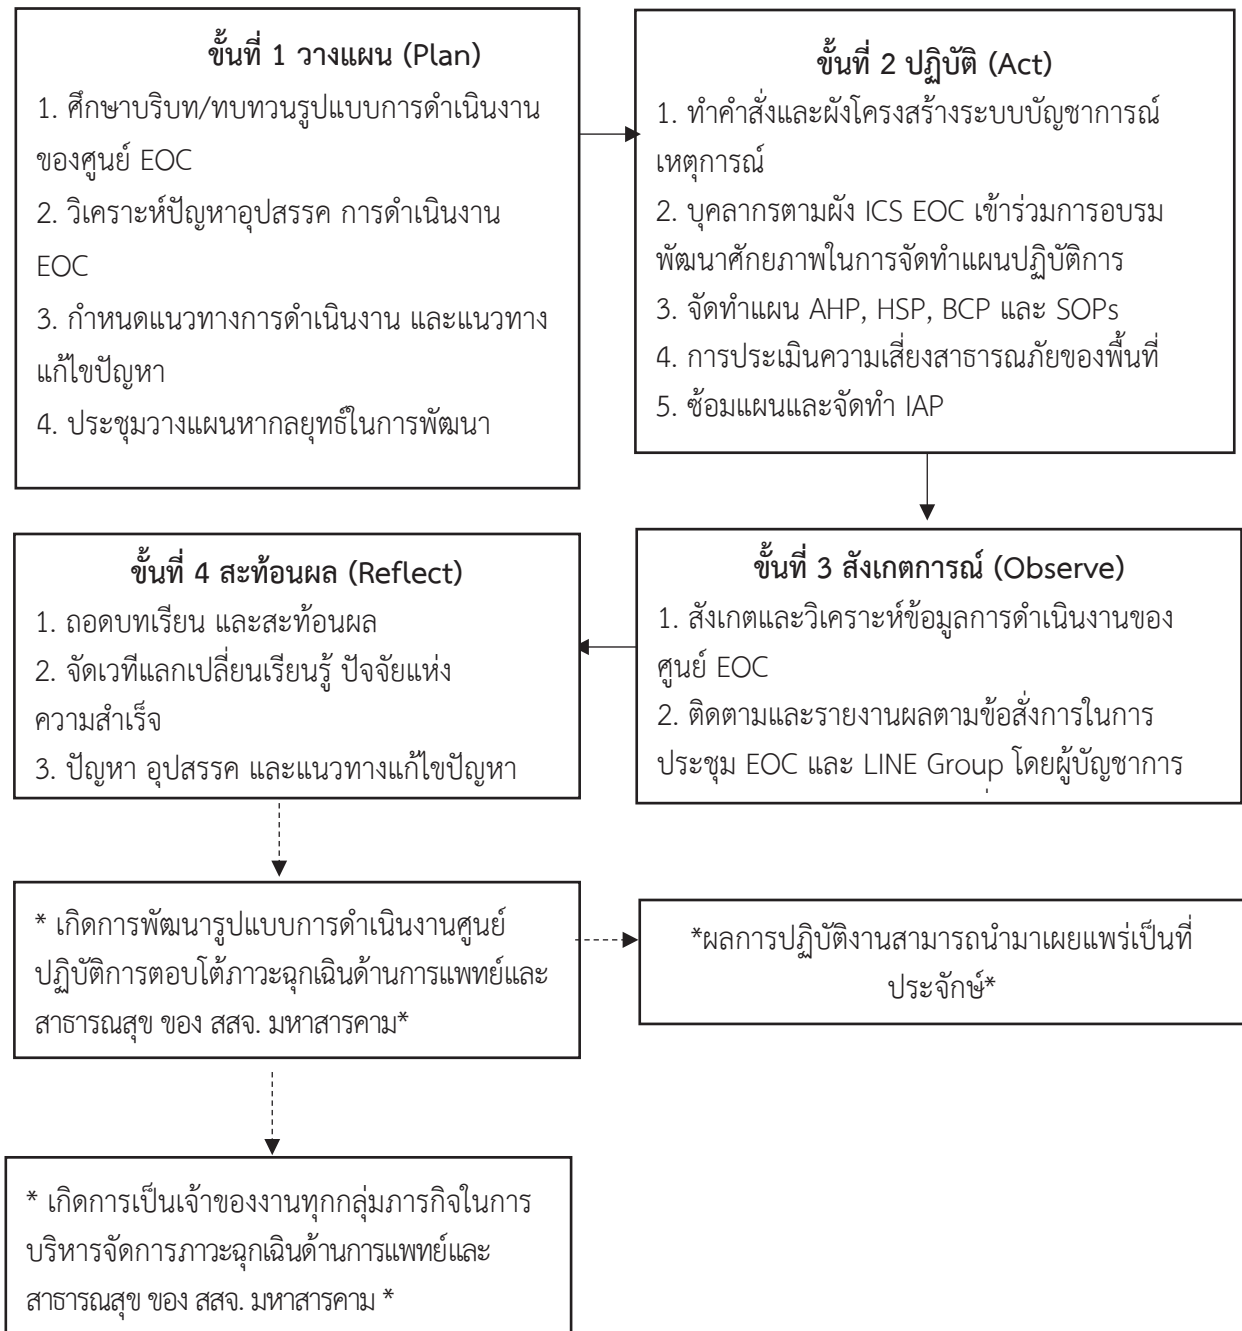 ขั้นที่ 1 วางแผน (Plan)
1. ศึกษาบริบท/ทบทวนรูปแบบการดำเนินงาน
ของศูนย์ EOC
2. วิเคราะห์ปัญหาอุปสรรค การดำเนินงาน
EOC
3. กำหนดแนวทางการดำเนินงาน และแนวทาง
แก้ไขปัญหา
4. ประชุมวางแผนหากลยุทธ์ในการพัฒนา
ขั้นที่ 2 ปฏิบัติ (Act)
1. ทำคำสั่งและผังโครงสร้างระบบบัญชาการณ์
เหตุการณ์
2. บุคลากรตามผัง ICS EOC เข้าร่วมการอบรม
พัฒนาศักยภาพในการจัดทำแผนปฏิบัติการ
3. จัดทำแผน AHP, HSP, BCP และ SOPs
4. การประเมินความเสี่ยงสาธารณภัยของพื้นที่
5. ซ้อมแผนและจัดทำ IAP
ขั้นที่ 3 สังเกตการณ์ (Observe)
1. สังเกตและวิเคราะห์ข้อมูลการดำเนินงานของ
ศูนย์ EOC
2. ติดตามและรายงานผลตามข้อสั่งการในการ
ประชุม EOC และ LINE Group โดยผู้บัญชาการ
ขั้นที่ 4 สะท้อนผล (Reflect)
1. ถอดบทเรียน และสะท้อนผล
2. จัดเวทีแลกเปลี่ยนเรียนรู้ ปัจจัยแห่ง
ความสำเร็จ
3. ปัญหา อุปสรรค และแนวทางแก้ไขปัญหา
* เกิดการพัฒนารูปแบบการดำเนินงานศูนย์
ปฏิบัติการตอบโต้ภาวะฉุกเฉินด้านการแพทย์และ
สาธารณสุข ของ สสจ. มหาสารคาม*
*ผลการปฏิบัติงานสามารถนำมาเผยแพร่เป็นที่
ประจักษ์*
* เกิดการเป็นเจ้าของงานทุกกลุ่มภารกิจในการ
บริหารจัดการภาวะฉุกเฉินด้านการแพทย์และ
สาธารณสุข ของ สสจ. มหาสารคาม *